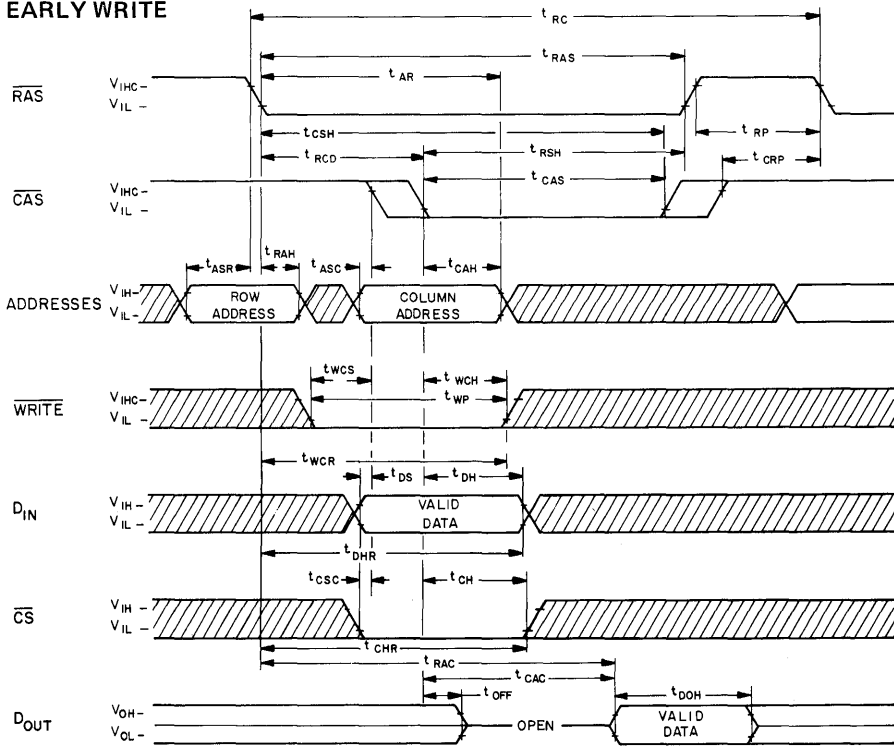 EARLY WRITE
tRC
tRAS
tAR
RAS
VIHC-
VIL -
tCSH
tRP
tRCD
tRSH
tCRP
tCAS
CAS
VIHC-
VIL -
tASR
tRAH
tASC
tCAH
ADDRESSES
VIH-
VIL-
ROW ADDRESS
COLUMN ADDRESS
tWCS
tWCH
tWP
WRITE
VIHC-
VIL -
tWCR
tDS
tDH
DIN
VIH-
VIL -
VALID DATA
tDHR
tCSC
tCH
CS
VIH -
VIL -
tCHR
tRAC
tCAC
tOFF
tDOH
DOUT
VOH-
VOL-
OPEN
VALID DATA